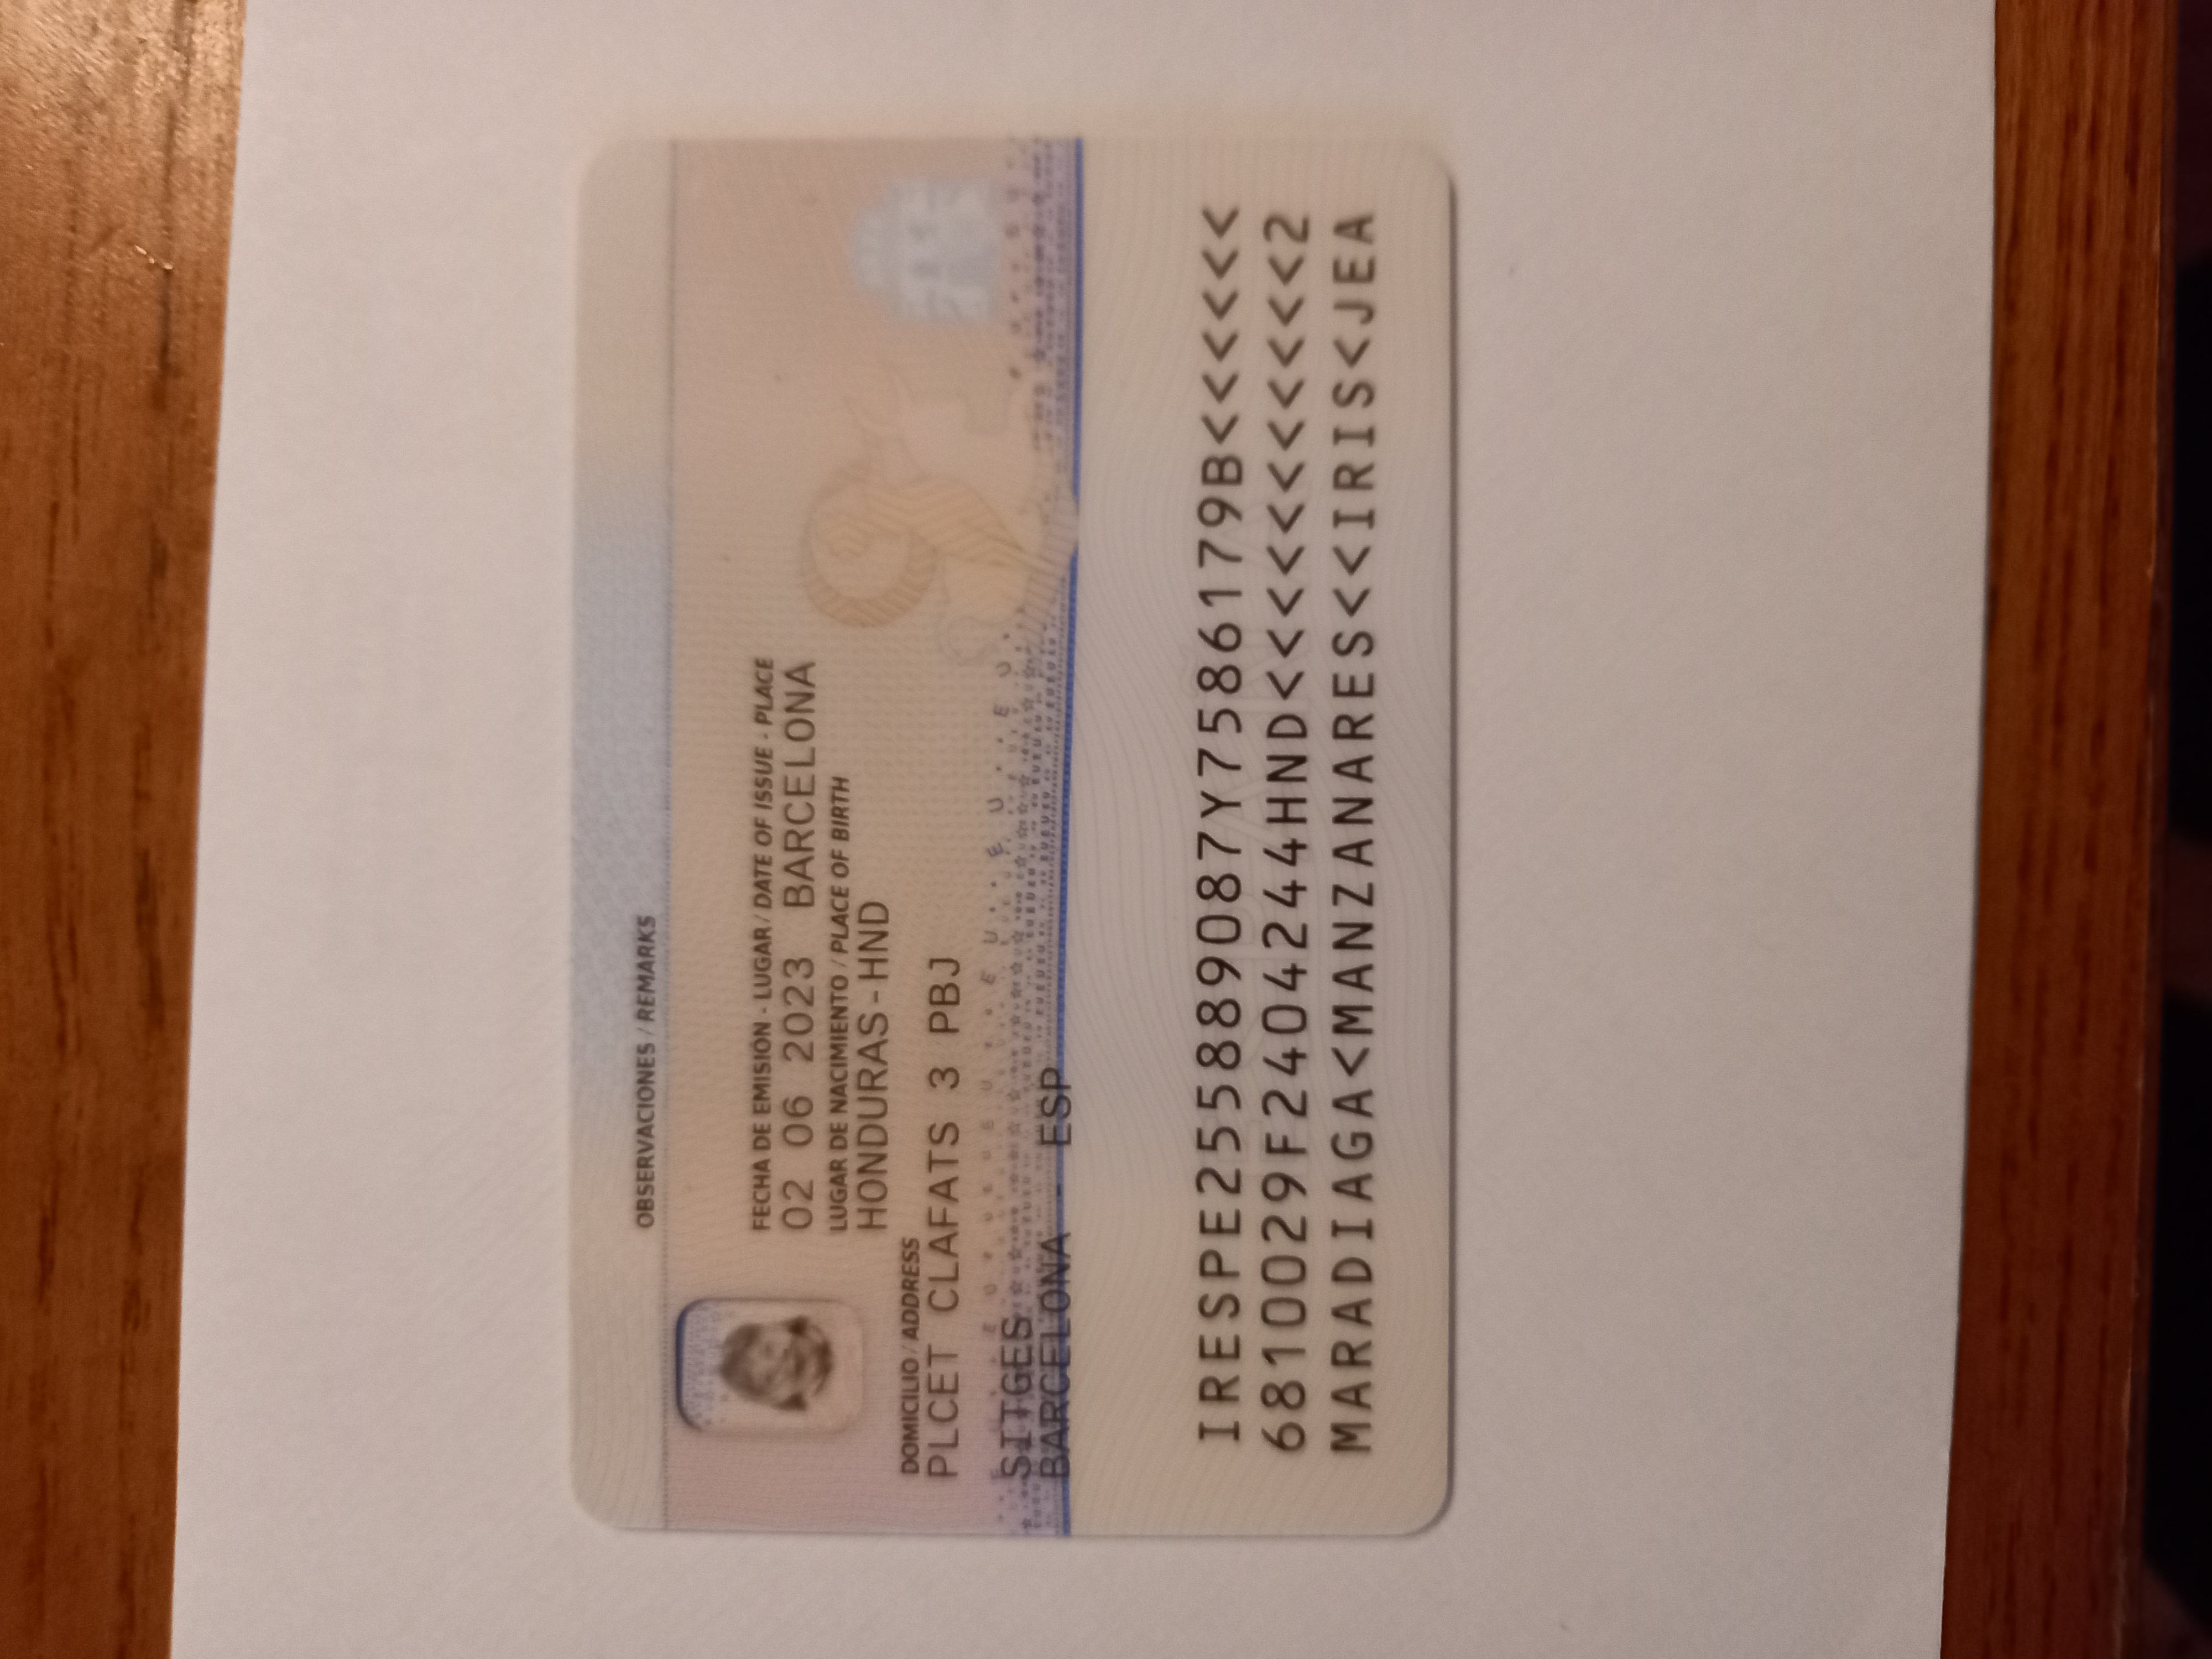 OBSERVACIONES / REMARKS
FECHA DE EMISIÓN - LUGAR / DATE OF ISSUE - PLACE
02 06 2023 BARCELONA
LUGAR DE NACIMIENTO / PLACE OF BIRTH
HONDURAS-HND
DOMICILIO / ADDRESS
PLCET CLAFATS 3 PBJ
SITGES
BARCELONA - ESP
IRESPE255889087Y7586179B<<<<<<
6810029F2404244HND<<<<<<<<<<<2
MARADIAGA<MANZANARES<<IRIS<JEA